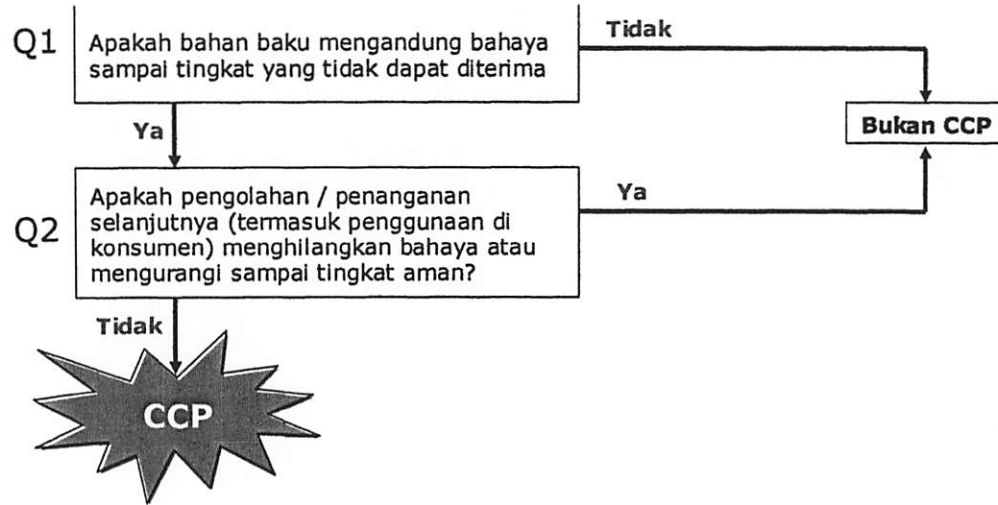 Q1
Apakah bahan baku mengandung bahaya
sampai tingkat yang tidak dapat diterima
Tidak
Bukan CCP
Ya
Q2
Apakah pengolahan / penanganan
selanjutnya (termasuk penggunaan di
konsumen) menghilangkan bahaya atau
mengurangi sampai tingkat aman?
Ya
Tidak
CCP